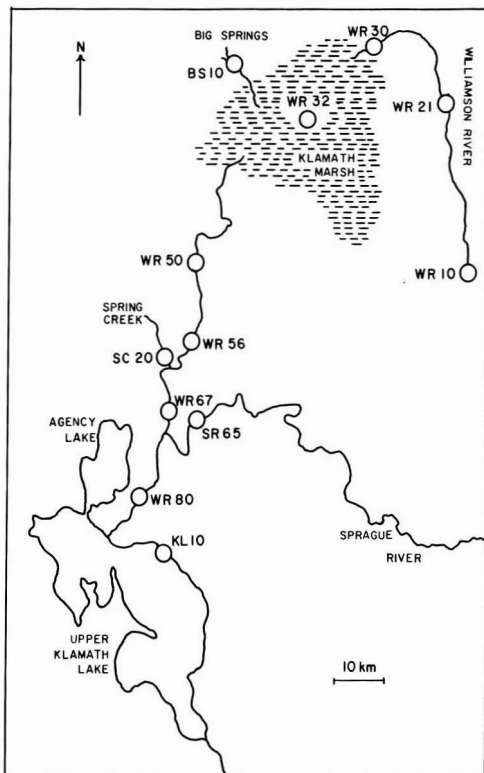 N
BIG SPRINGS
BS10
WR 30
WR 32
WR 21
WILLIAMSON RIVER
KLAMATH
MARSH
WR 10
WR 50
SPRING
CREEK
SC 20
WR 56
WR67
SR65
AGENCY
LAKE
WR 80
KL10
SPRAGUE
RIVER
UPPER
KLAMATH
LAKE
10 km